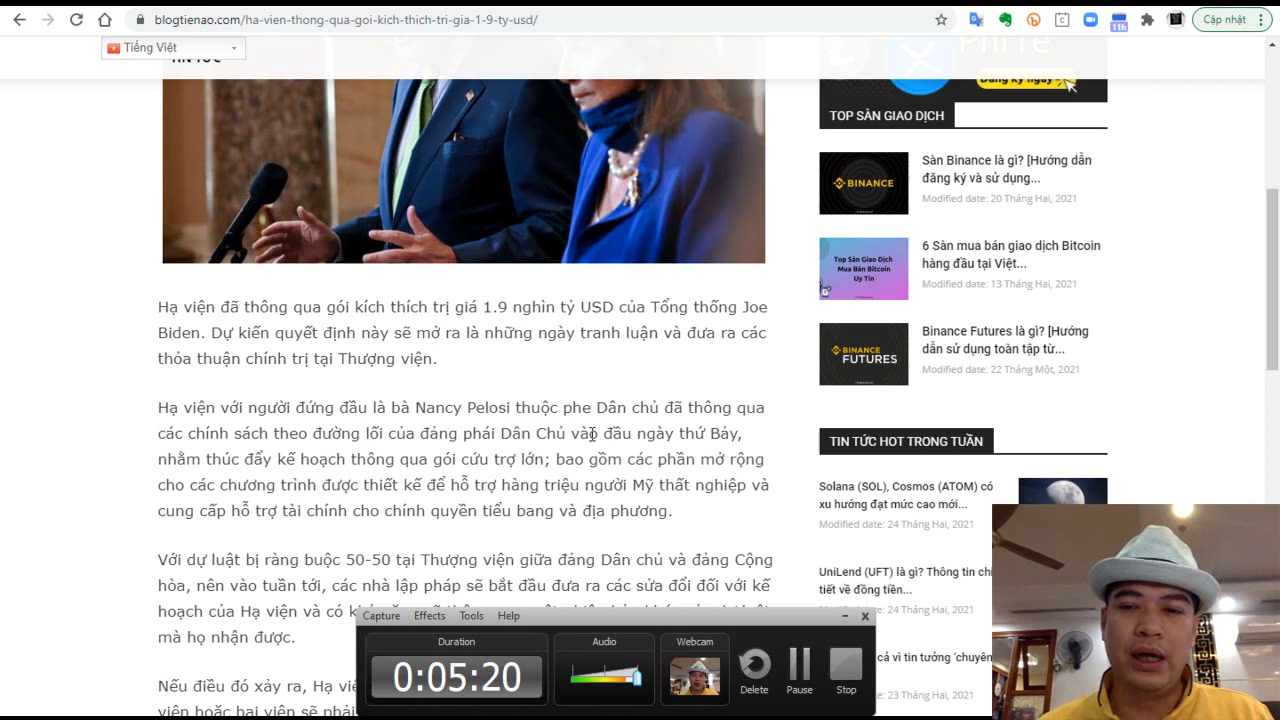 blogtienao.com/ha-vien-thong-qua-goi-kich-thich-tri-gia-1-9-ty-usd/
11h
Cập nhật
Tiếng Việt
Đăng ký ngay
TOP SÀN GIAO DỊCH
Sàn Binance là gì? [Hướng dẫn
đăng ký và sử dụng...
Modified date: 20 Tháng Hai, 2021
BINANCE
6 Sàn mua bán giao dịch Bitcoin
hàng đầu tại Việt...
Modified date: 13 Tháng Hai, 2021
Top Sàn Giao Dịch
Mua Bán Bitcoin
Uy Tín
Binance Futures là gì? [Hướng
dẫn sử dụng toàn tập từ...
Modified date: 22 Tháng Một, 2021
BINANCE
FUTURES
Hạ viện đã thông qua gói kích thích trị giá 1.9 nghìn tỷ USD của Tổng thống Joe
Biden. Dự kiến quyết định này sẽ mở ra là những ngày tranh luận và đưa ra các
thỏa thuận chính trị tại Thượng viện.
Hạ viện với người đứng đầu là bà Nancy Pelosi thuộc phe Dân chủ đã thông qua
các chính sách theo đường lối của đảng phái Dân Chủ vào đầu ngày thứ Bảy,
nhằm thúc đẩy kế hoạch thông qua gói cứu trợ lớn; bao gồm các phần mở rộng
cho các chương trình được thiết kế để hỗ trợ hàng triệu người Mỹ thất nghiệp và
cung cấp hỗ trợ tài chính cho chính quyền tiểu bang và địa phương.
Với dự luật bị ràng buộc 50-50 tại Thượng viện giữa đảng Dân chủ và đảng Cộng
hòa, nên vào tuần tới, các nhà lập pháp sẽ bắt đầu đưa ra các sửa đổi đối với kế
hoạch của Hạ viện và có
mà họ nhận được.
Nếu điều đó xảy ra, Hạ
viện hoặc hai viện sẽ phải
TIN TỨC HOT TRONG TUẦN
Solana (SOL), Cosmos (ATOM) có
xu hướng đạt mức cao mới...
Modified date: 24 Tháng Hai, 2021
UniLend (UFT) là gì? Thông tin chi
tiết về đồng tiền...
24 Tháng Hai, 2021
cả vì tin tưởng 'chuyên
23 Tháng Hai, 2021
Capture Effects Tools Help
Duration
0:05:20
Audio
Webcam
Delete
Pause
Stop